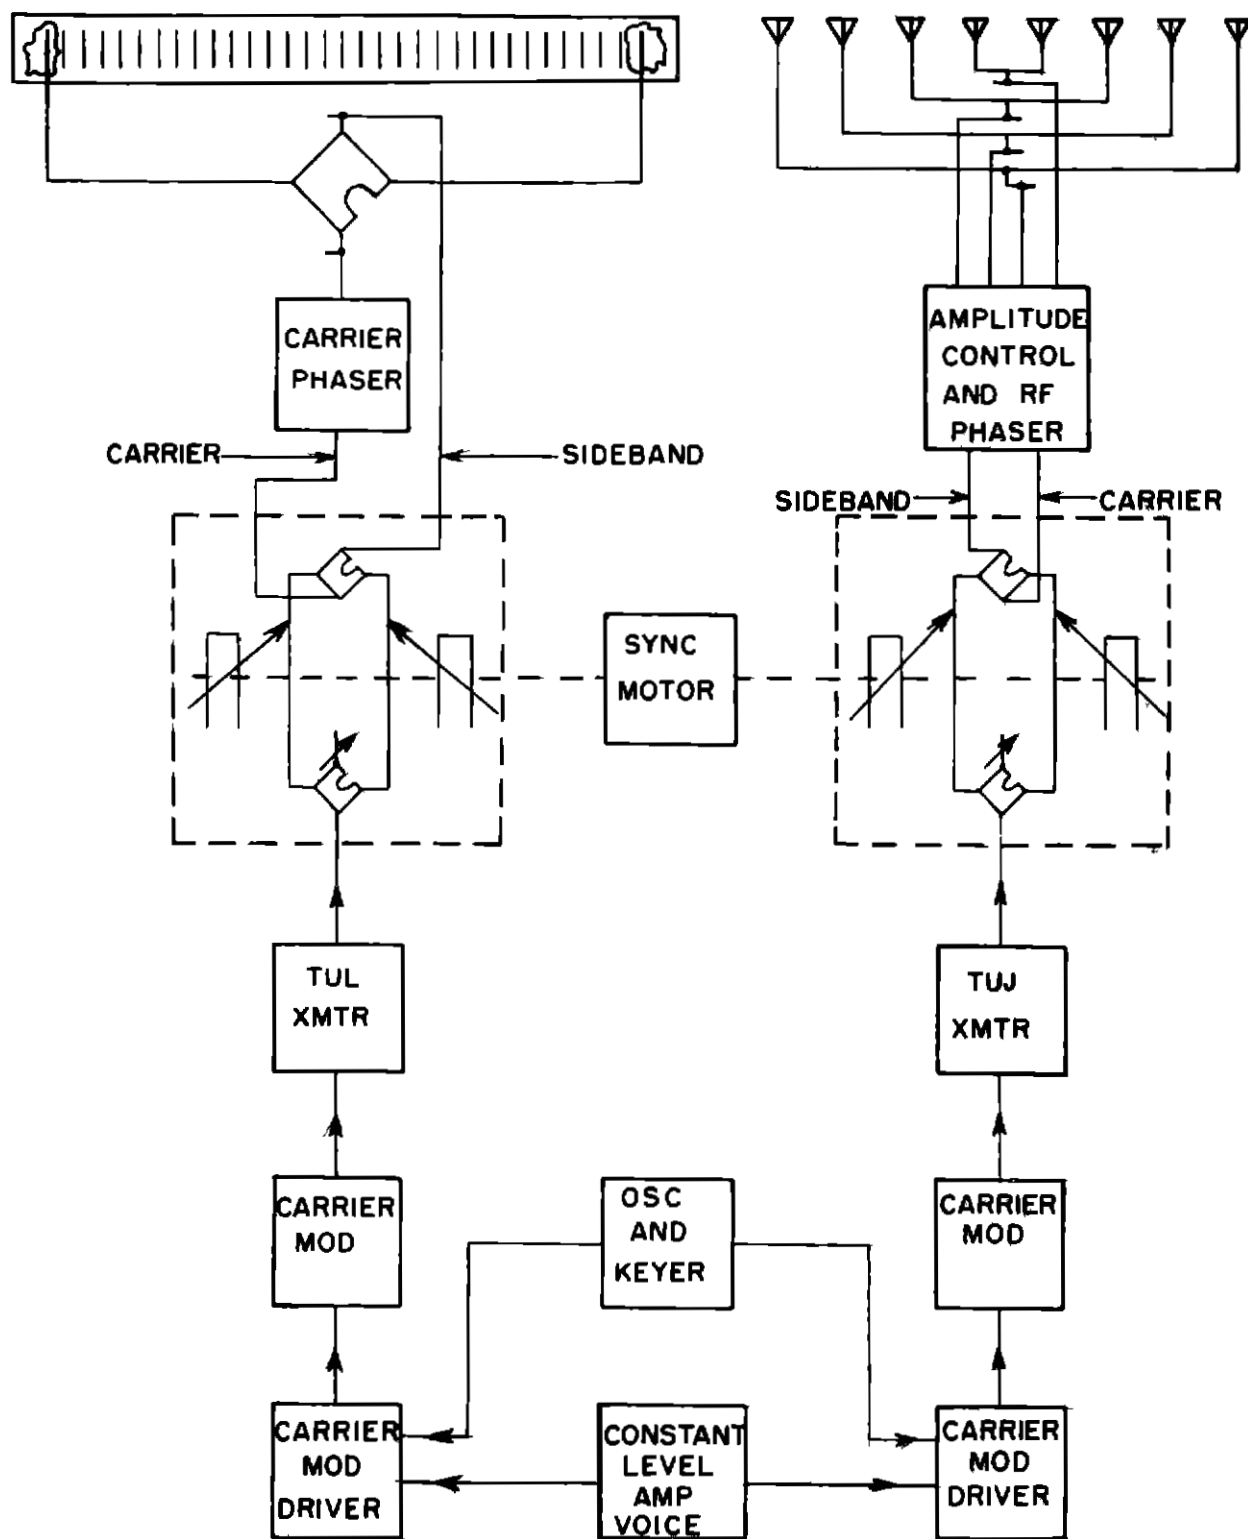 CARRIER
PHASER
AMPLITUDE
CONTROL
AND RF
PHASER
CARRIER
SIDEBAND
SIDEBAND
CARRIER
SYNC
MOTOR
TUL
XMTR
TUJ
XMTR
CARRIER
MOD
OSC
AND
KEYER
CARRIER
MOD
CARRIER
MOD
DRIVER
CONSTANT
LEVEL
AMP
VOICE
CARRIER
MOD
DRIVER